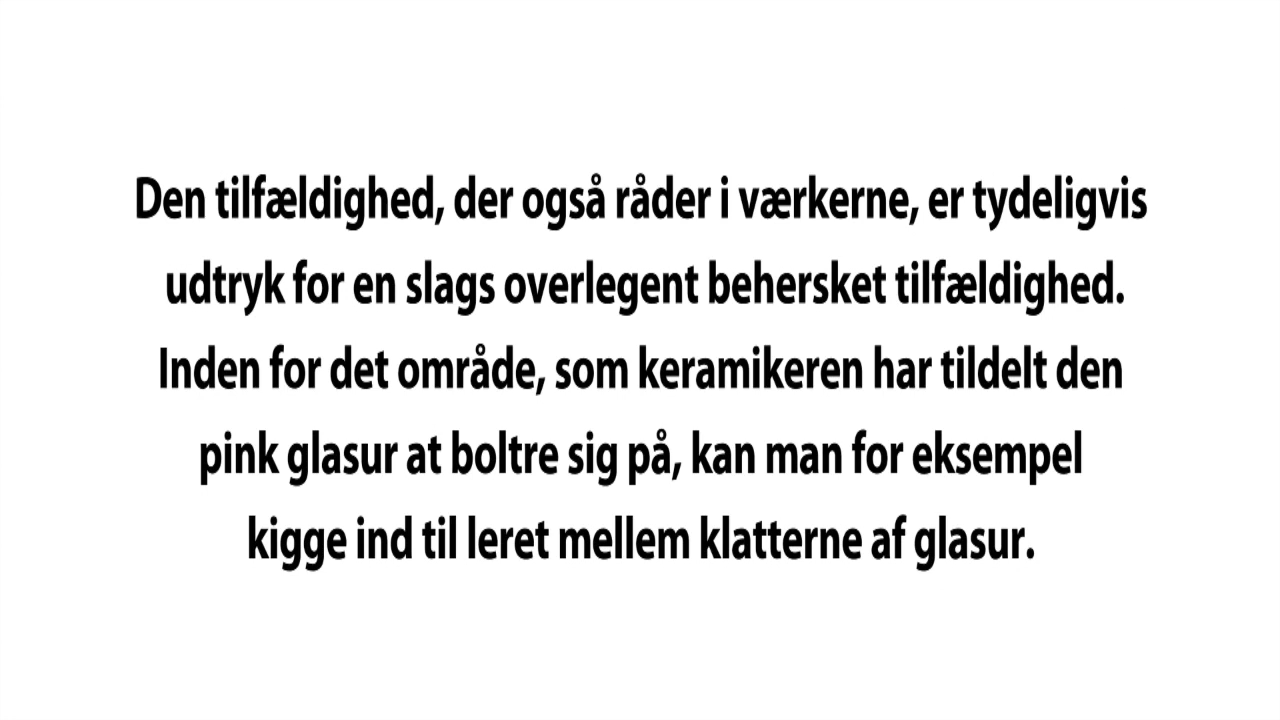 Den tilfældighed, der også råder i værkerne, er tydeligvis
udtryk for en slags overlegent behersket tilfældighed.
Inden for det område, som keramikeren har tildelt den
pink glasur at boltre sig på, kan man for eksempel
kigge ind til leret mellem klatterne af glasur.